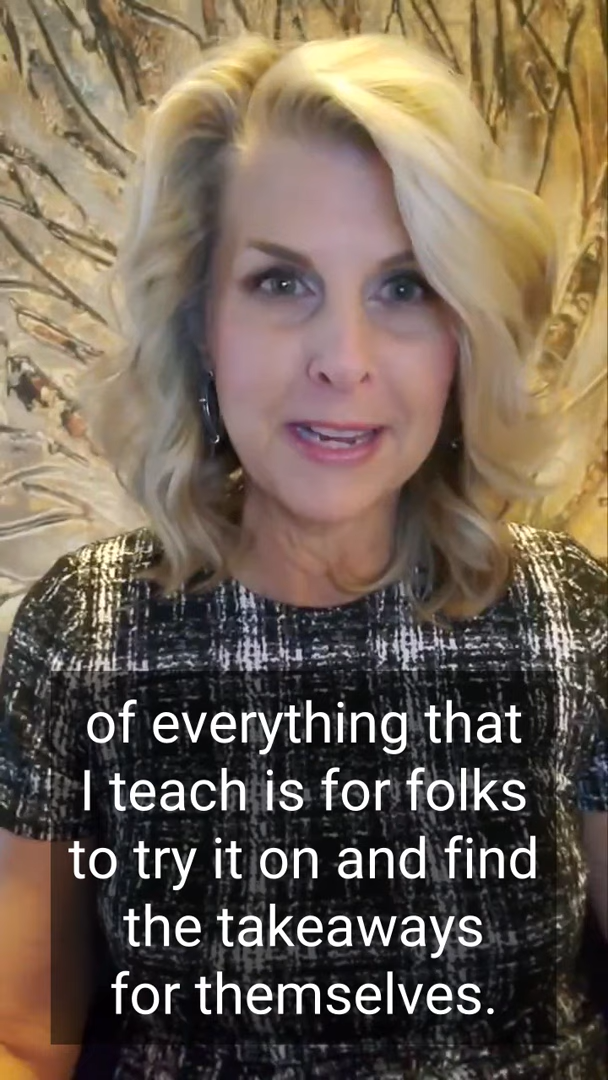 of everything that
I teach is for folks
to try it on and find
the takeaways
for themselves.